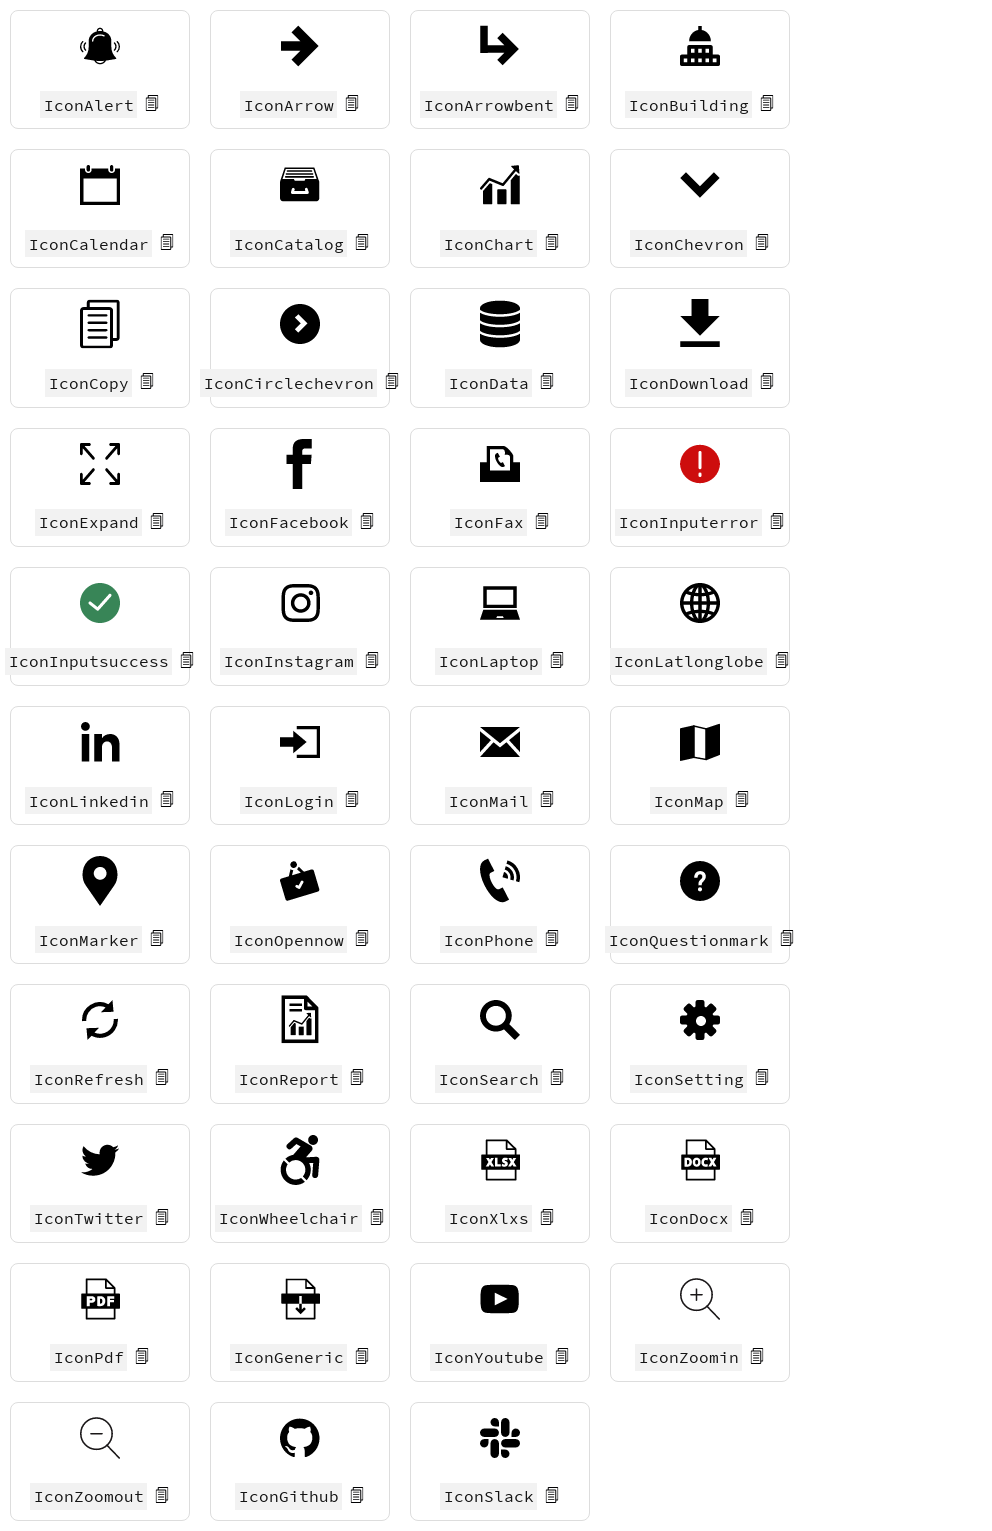 IconAlert
IconArrow
IconArrowbent
IconBuilding
IconCalendar
IconCatalog
IconChart
IconChevron
IconCopy
IconCirclechevron
IconData
IconDownload
IconExpand
IconFacebook
IconFax
IconInputerror
IconInputsuccess
IconInstagram
IconLaptop
IconLatlonglobe
IconLinkedin
IconLogin
IconMail
IconMap
IconMarker
IconOpennow
IconPhone
IconQuestionmark
IconRefresh
IconReport
IconSearch
IconSetting
XLSX
DOCX
IconTwitter
IconWheelchair
IconXlxs
IconDocx
PDF
IconPdf
IconGeneric
IconYoutube
IconZoomin
IconZoomout
IconGithub
IconSlack